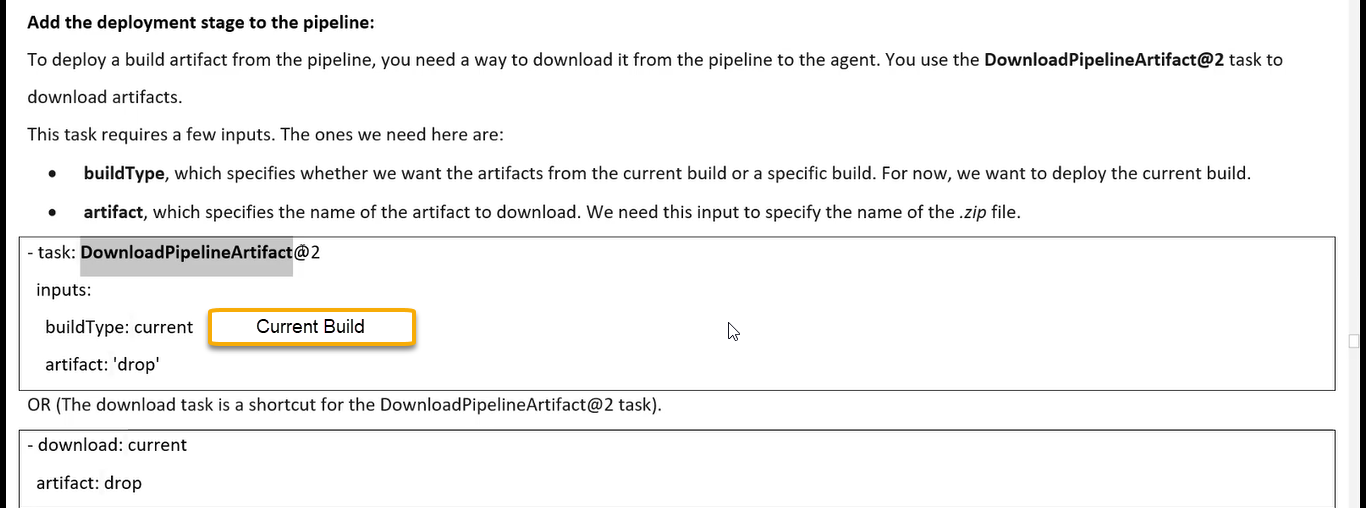 Add the deployment stage to the pipeline:
To deploy a build artifact from the pipeline, you need a way to download it from the pipeline to the agent. You use the DownloadPipelineArtifact@2 task to
download artifacts.
This task requires a few inputs. The ones we need here are:
• buildType, which specifies whether we want the artifacts from the current build or a specific build. For now, we want to deploy the current build.
• artifact, which specifies the name of the artifact to download. We need this input to specify the name of the .zip file.
- task: DownloadPipelineArtifact@2
inputs:
buildType: current Current Build
artifact: 'drop'
OR (The download task is a shortcut for the DownloadPipelineArtifact@2 task).
- download: current
artifact: drop